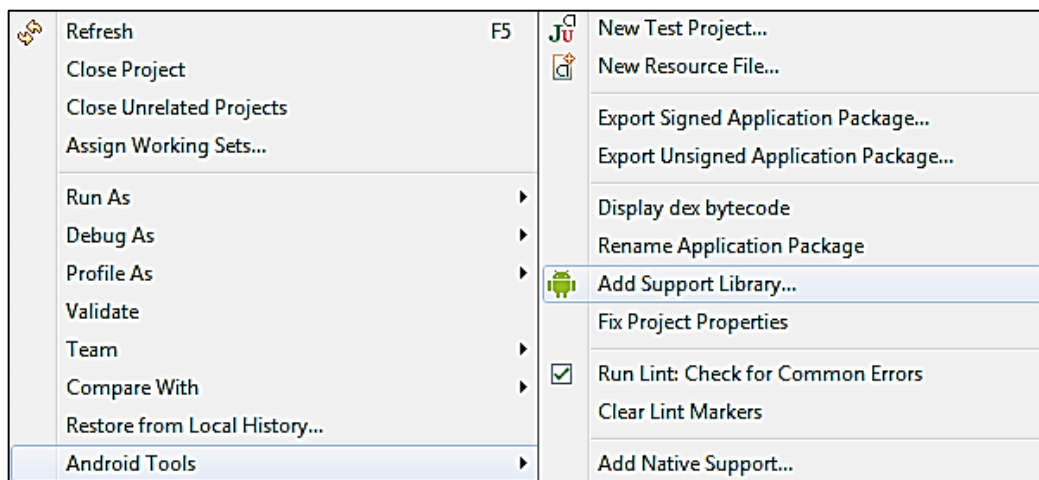 Refresh F5
Close Project
Close Unrelated Projects
Assign Working Sets...
Run As
Debug As
Profile As
Validate
Team
Compare With
Restore from Local History...
Android Tools
New Test Project...
New Resource File...
Export Signed Application Package...
Export Unsigned Application Package...
Display dex bytecode
Rename Application Package
Add Support Library...
Fix Project Properties
Run Lint: Check for Common Errors
Clear Lint Markers
Add Native Support...